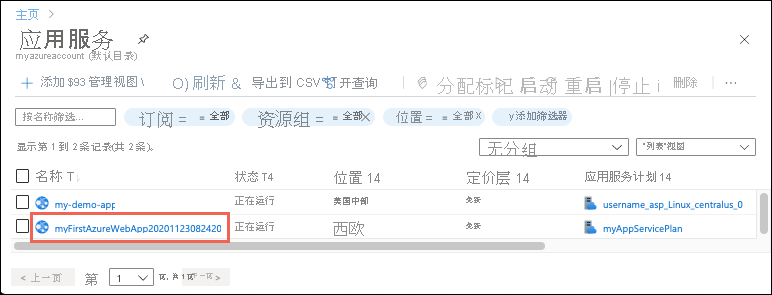 主页
应用服务
myazureaccount (默认目录)
添加 $93 管理视图 \ O) 刷新 & 导出到 CSV 开查询 分配标记 启动 重启 |停止 i 删除 ...
按名称筛选... 订阅 = = 全部 资源组 = = 全部 X 位置 = = 全部 X y 添加筛选器
显示第 1 到 2 条记录(共 2 条)。 无分组 "列表"视图
名称 T↓ 状态 T4 位置 14 定价层 14 应用服务计划 14
my-demo-app 正在运行 美国中部 免费 username_asp_Linux_centralus_0
myFirstAzureWebApp20201123082420 正在运行 西欧 免费 myAppServicePlan
< 上一页 第 1 页, 共 1 页 下一页 >